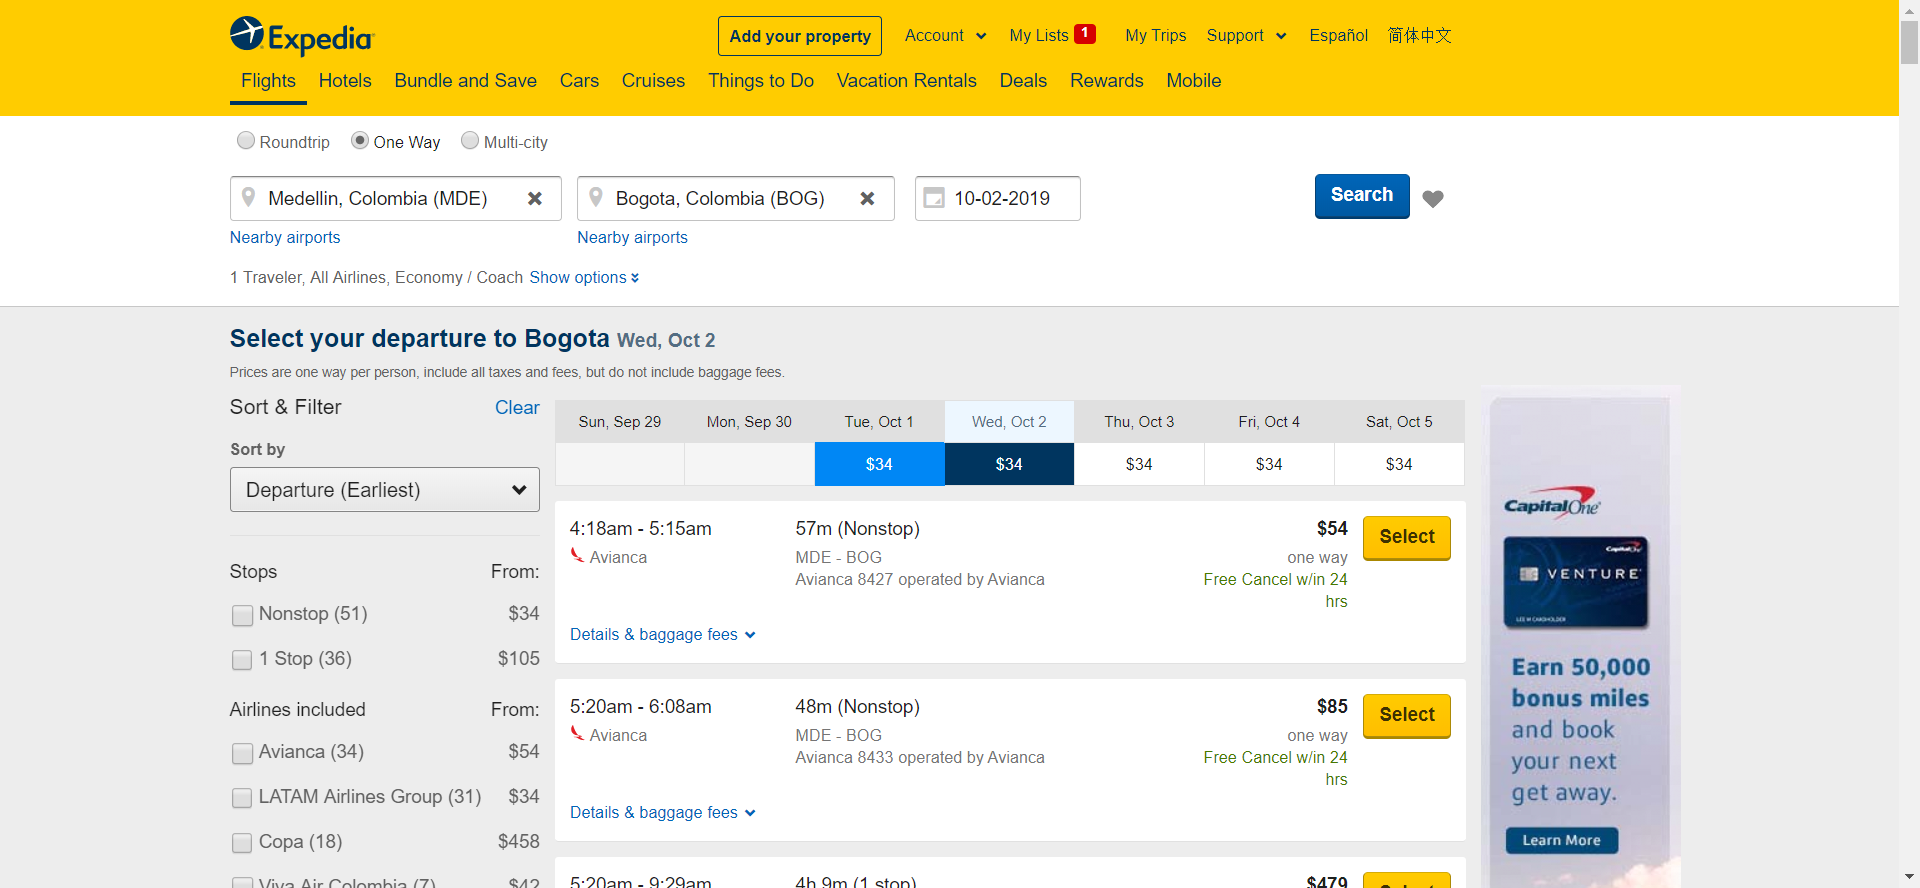 Expedia
Add your property
Account
My Lists 1
My Trips
Support
Español
简体中文
Flights
Hotels
Bundle and Save
Cars
Cruises
Things to Do
Vacation Rentals
Deals
Rewards
Mobile
Roundtrip
One Way
Multi-city
Medellin, Colombia (MDE)
Bogota, Colombia (BOG)
10-02-2019
Search
Nearby airports
Nearby airports
1 Traveler, All Airlines, Economy / Coach Show options
Select your departure to Bogota Wed, Oct 2
Prices are one way per person, include all taxes and fees, but do not include baggage fees.
Sort & Filter Clear
Sort by
Departure (Earliest)
Stops From:
Nonstop (51) $34
1 Stop (36) $105
Airlines included From:
Avianca (34) $54
LATAM Airlines Group (31) $34
Copa (18) $458
Viva Air Colombia (7) $42
Sun, Sep 29
Mon, Sep 30
Tue, Oct 1
Wed, Oct 2
Thu, Oct 3
Fri, Oct 4
Sat, Oct 5
$34
$34
$34
$34
$34
4:18am - 5:15am
Avianca
57m (Nonstop)
MDE - BOG
Avianca 8427 operated by Avianca
$54
one way
Free Cancel w/in 24
hrs
Select
Details & baggage fees
5:20am - 6:08am
Avianca
48m (Nonstop)
MDE - BOG
Avianca 8433 operated by Avianca
$85
one way
Free Cancel w/in 24
hrs
Select
Details & baggage fees
5:20am - 9:29am
4h 9m (1 stop)
$479
Select
Capital One
Capital One
VENTURE
LEE M CARDHOLDER
Earn 50,000
bonus miles
and book
your next
get away.
Learn More